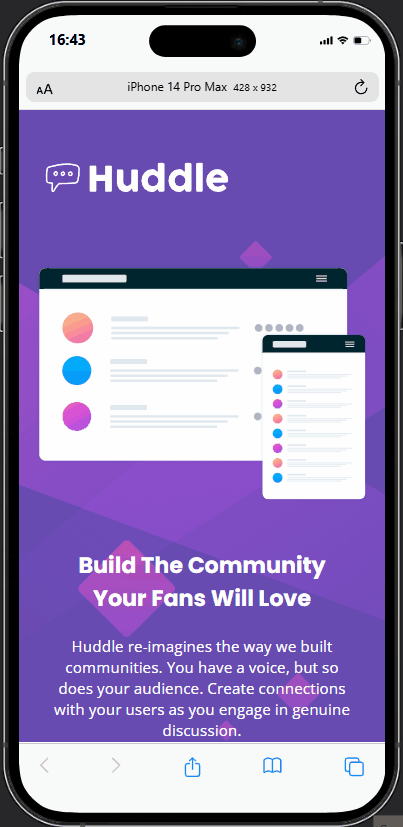 16:43
AA iPhone 14 Pro Max 428 x 932
Huddle
Build The Community
Your Fans Will Love
Huddle re-imagines the way we built
communities. You have a voice, but so
does your audience. Create connections
with your users as you engage in genuine
discussion.